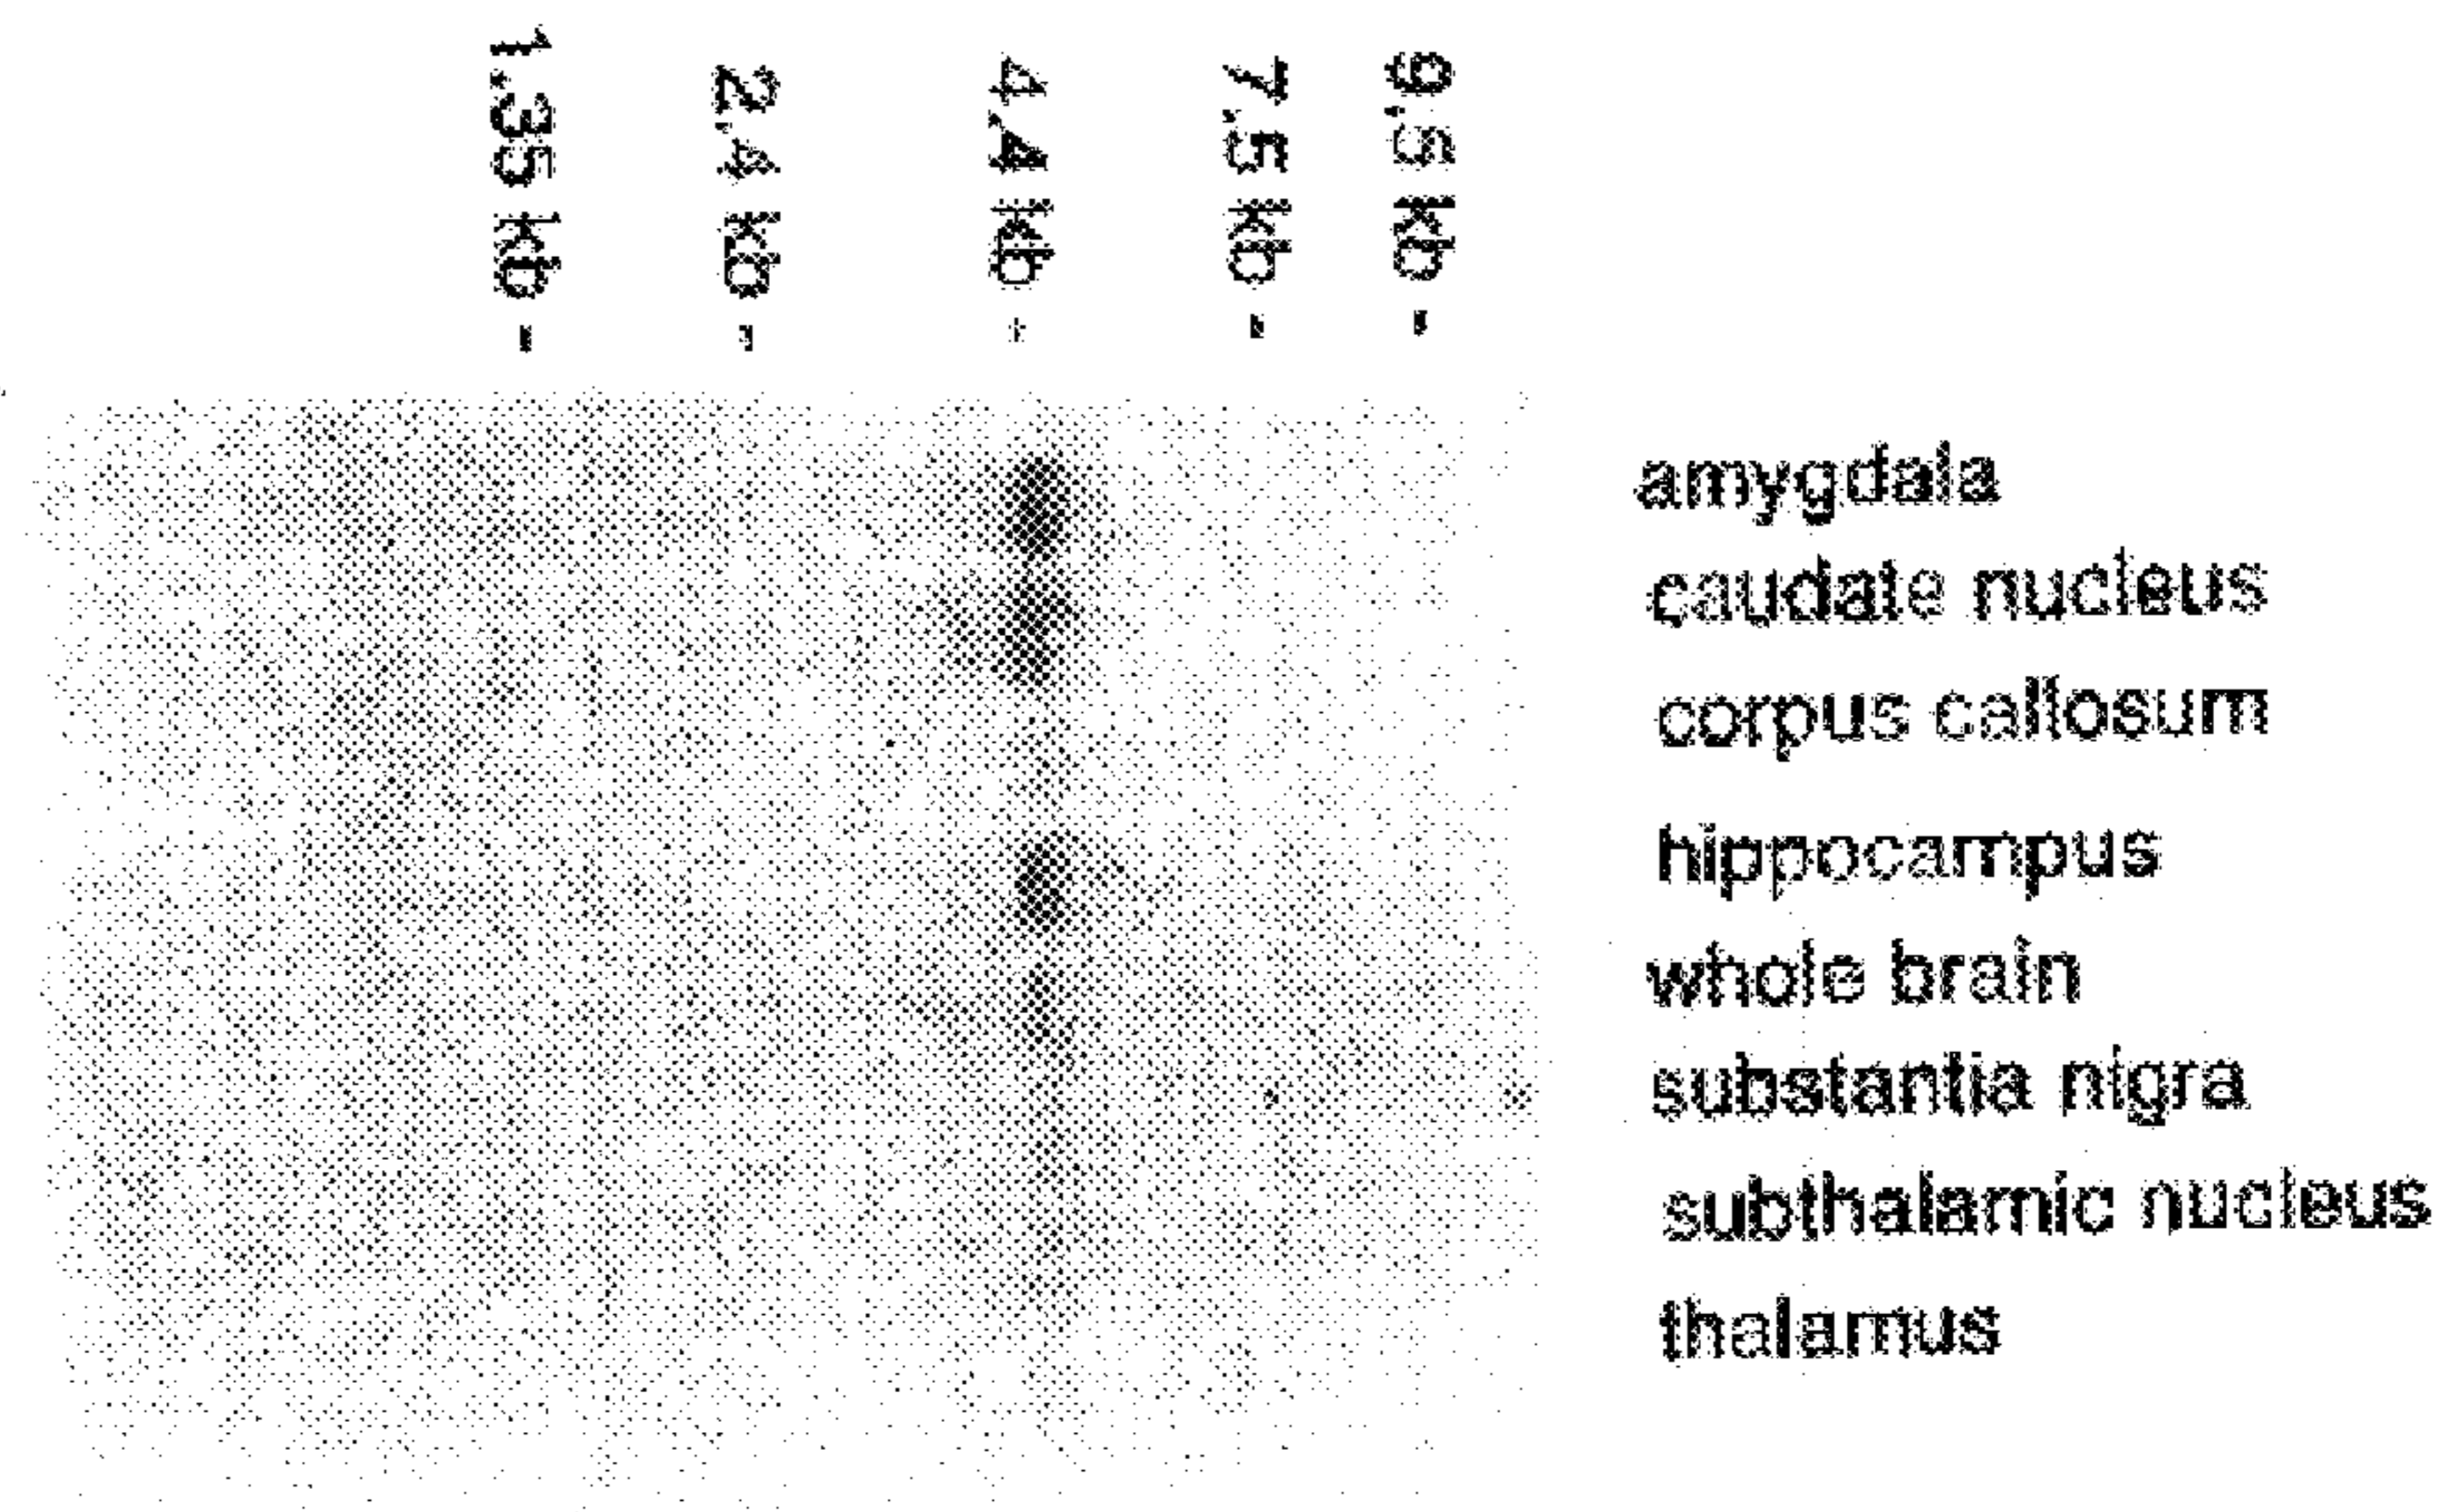 1.35 kb -
2.4 kb -
4.4 kb -
7.5 kb -
9.5 kb -
amygdala
caudate nucleus
corpus callosum
hippocampus
whole brain
substantia nigra
subthalamic nucleus
thalamus